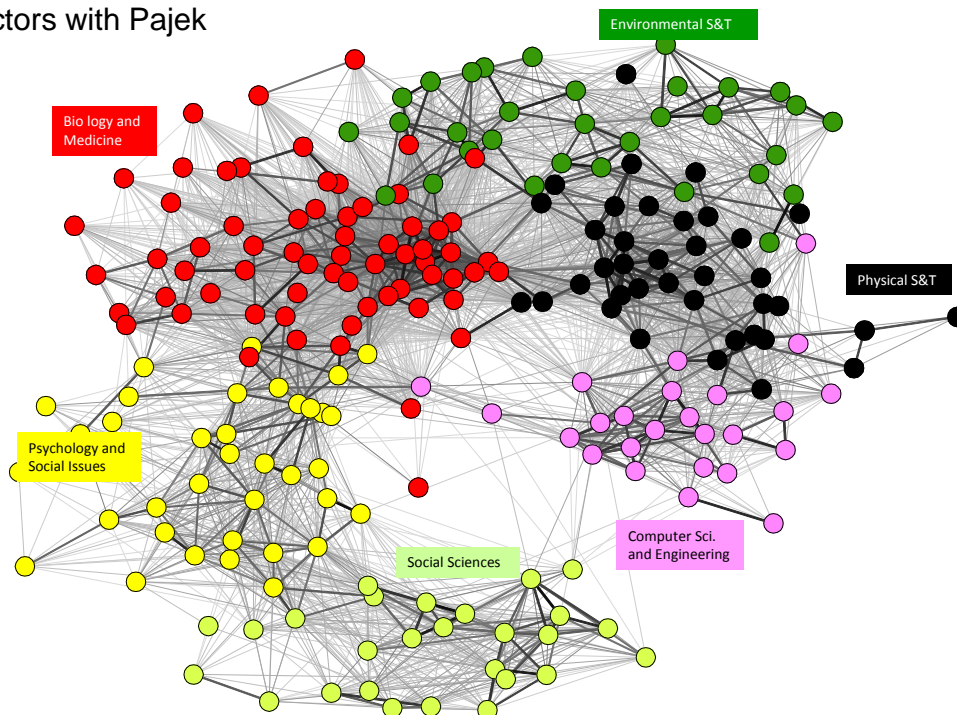 ctors with Pajek
Environmental S&T
Bio logy and
Medicine
Physical S&T
Psychology and
Social Issues
Computer Sci.
and Engineering
Social Sciences